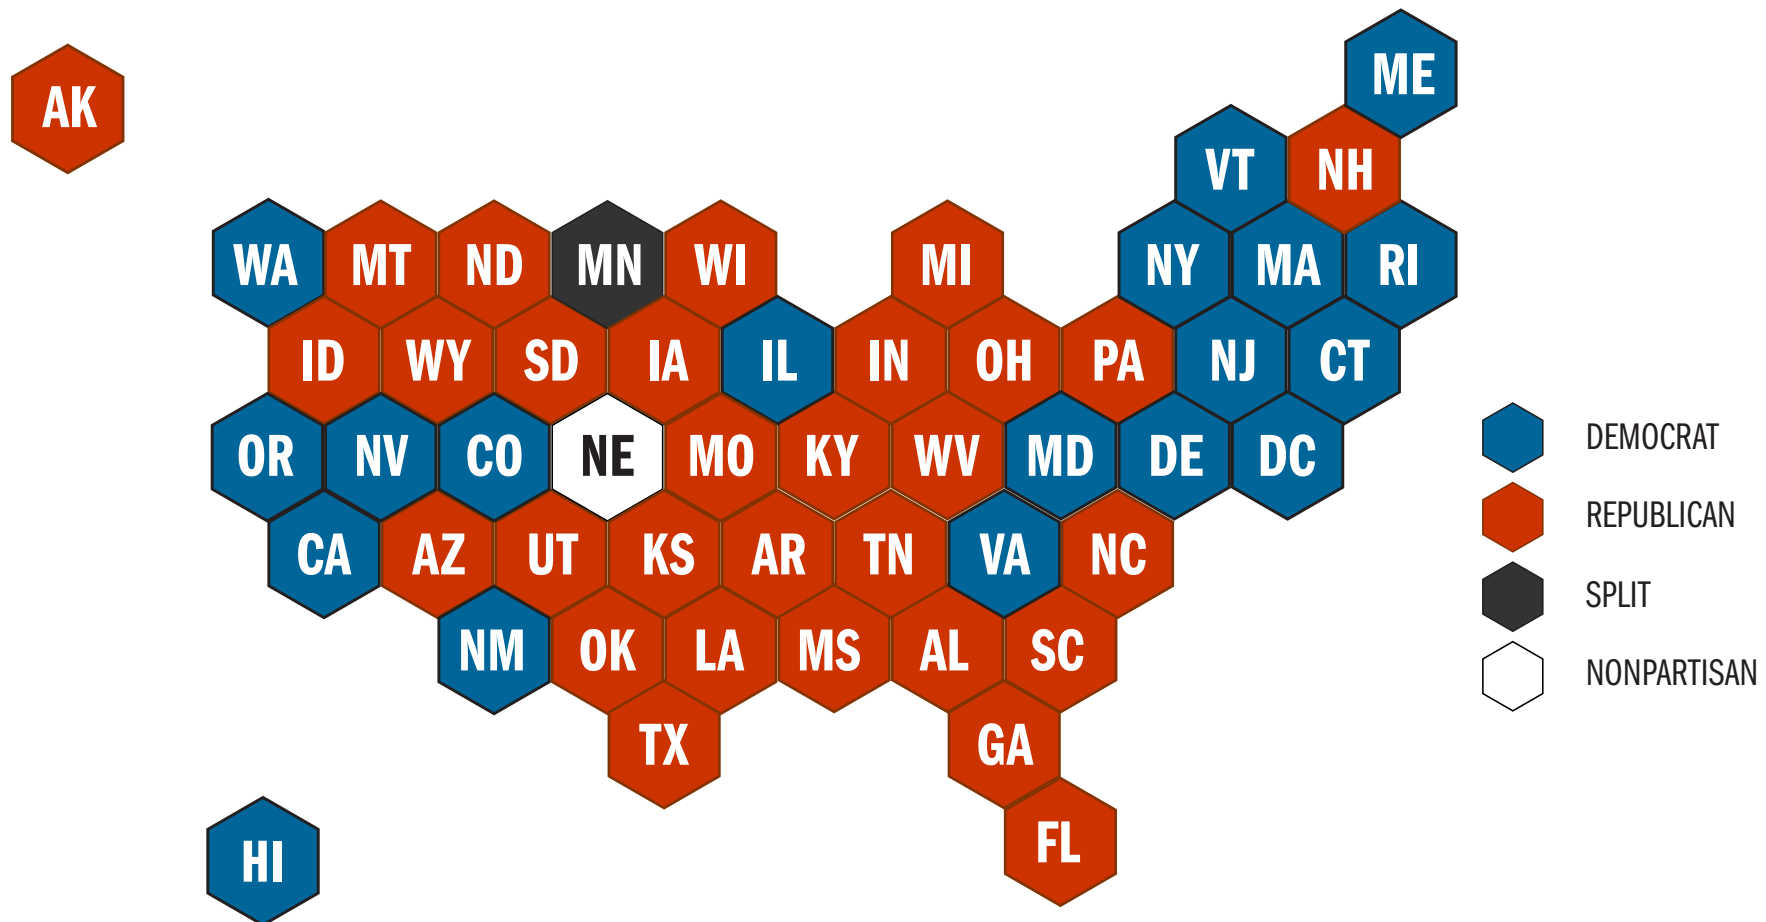 ME
AK
VT NH
WA MT ND MN WI MI NY MA RI
ID WY SD IA IL IN OH PA NJ CT
OR NV CO NE MO KY WV MD DE DC
CA AZ UT KS AR TN VA NC
NM OK LA MS AL SC
TX GA
FL
HI
DEMOCRAT
REPUBLICAN
SPLIT
NONPARTISAN